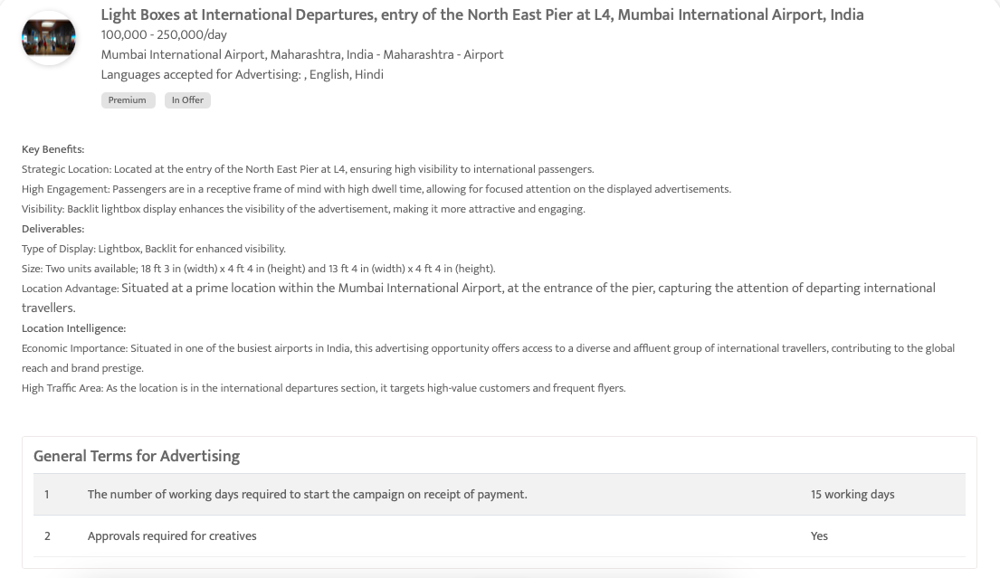 Light Boxes at International Departures, entry of the North East Pier at L4, Mumbai International Airport, India
100,000 - 250,000/day
Mumbai International Airport, Maharashtra, India - Maharashtra - Airport
Languages accepted for Advertising: , English, Hindi
Premium In Offer
Key Benefits:
Strategic Location: Located at the entry of the North East Pier at L4, ensuring high visibility to international passengers.
High Engagement: Passengers are in a receptive frame of mind with high dwell time, allowing for focused attention on the displayed advertisements.
Visibility: Backlit lightbox display enhances the visibility of the advertisement, making it more attractive and engaging.
Deliverables:
Type of Display: Lightbox, Backlit for enhanced visibility.
Size: Two units available; 18 ft 3 in (width) x 4 ft 4 in (height) and 13 ft 4 in (width) x 4 ft 4 in (height).
Location Advantage: Situated at a prime location within the Mumbai International Airport, at the entrance of the pier, capturing the attention of departing international
travellers.
Location Intelligence:
Economic Importance: Situated in one of the busiest airports in India, this advertising opportunity offers access to a diverse and affluent group of international travellers, contributing to the global
reach and brand prestige.
High Traffic Area: As the location is in the international departures section, it targets high-value customers and frequent flyers.
General Terms for Advertising
1 The number of working days required to start the campaign on receipt of payment. 15 working days
2 Approvals required for creatives Yes